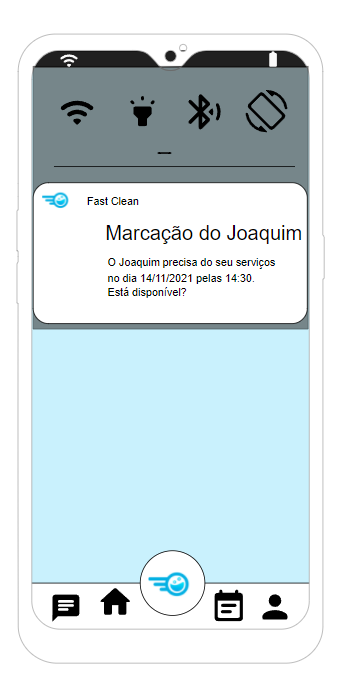 Fast Clean
Marcação do Joaquim
O Joaquim precisa do seu serviços
no dia 14/11/2021 pelas 14:30.
Está disponível?